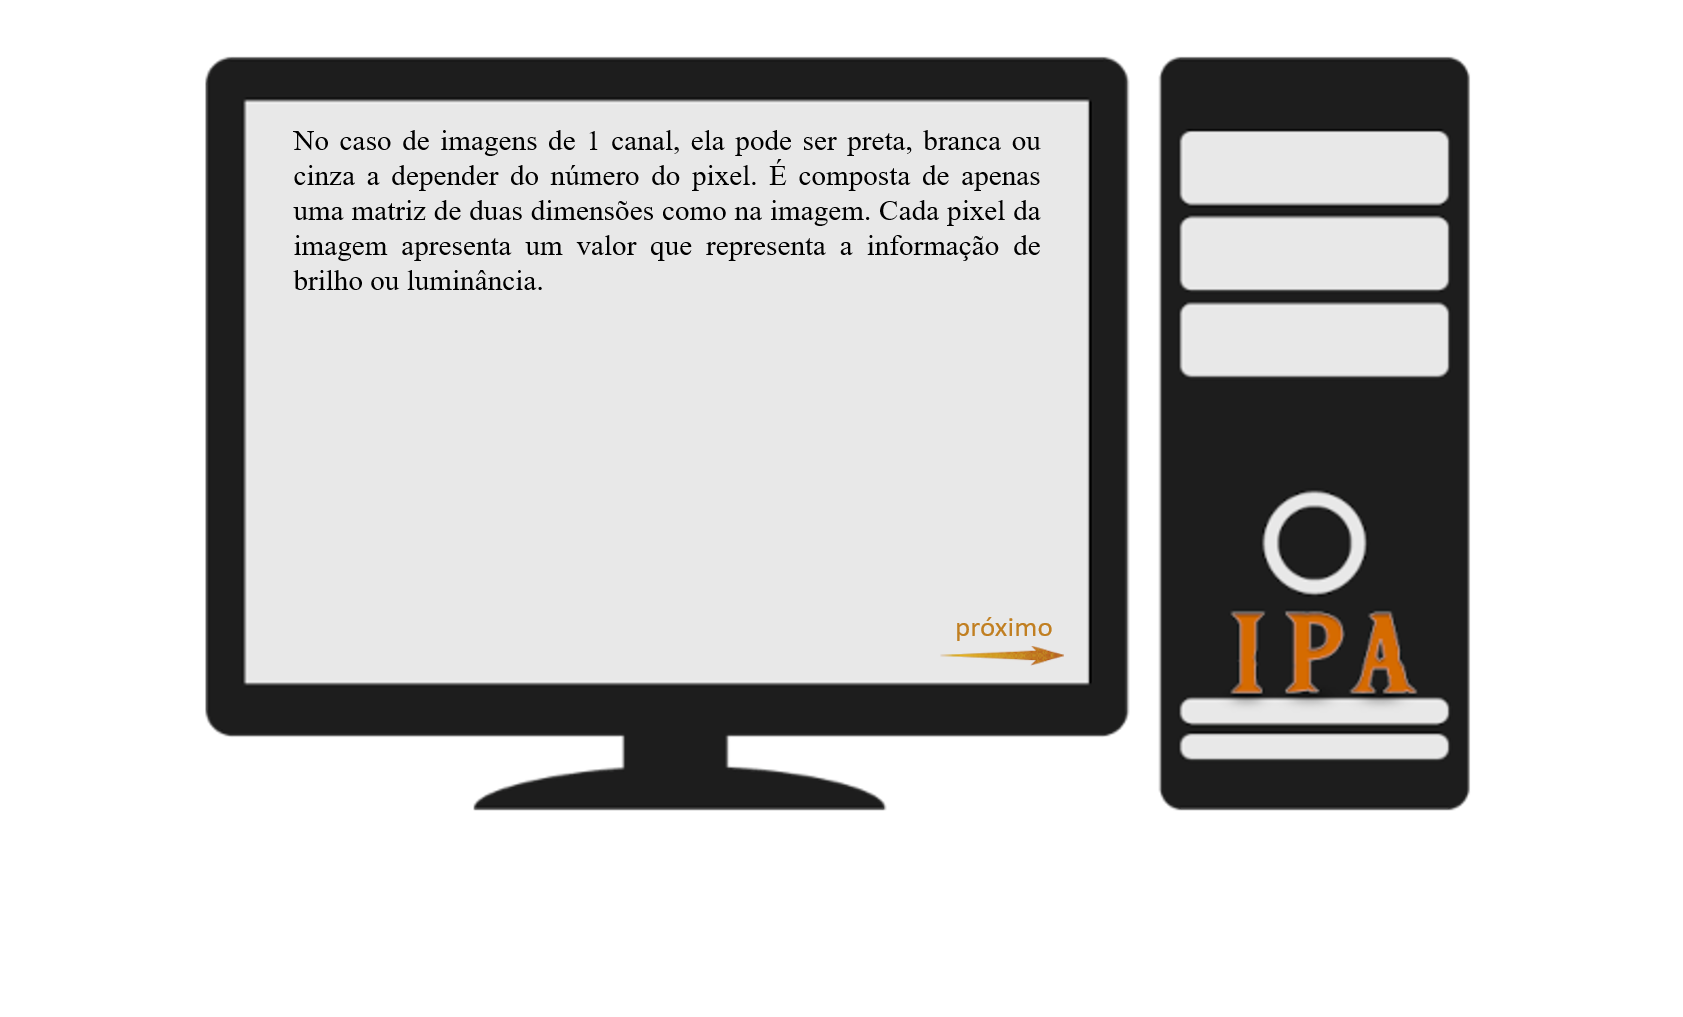 No caso de imagens de 1 canal, ela pode ser preta, branca ou
cinza a depender do número do pixel. É composta de apenas
uma matriz de duas dimensões como na imagem. Cada pixel da
imagem apresenta um valor que representa a informação de
brilho ou luminância.
próximo
IPA